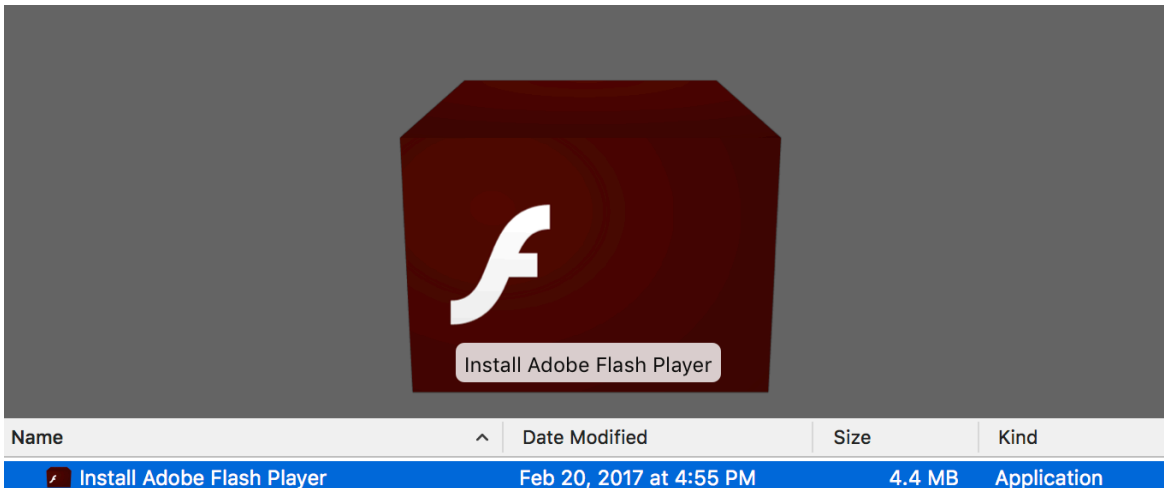 Install Adobe Flash Player
Name Date Modified Size Kind
Install Adobe Flash Player Feb 20, 2017 at 4:55 PM 4.4 MB Application